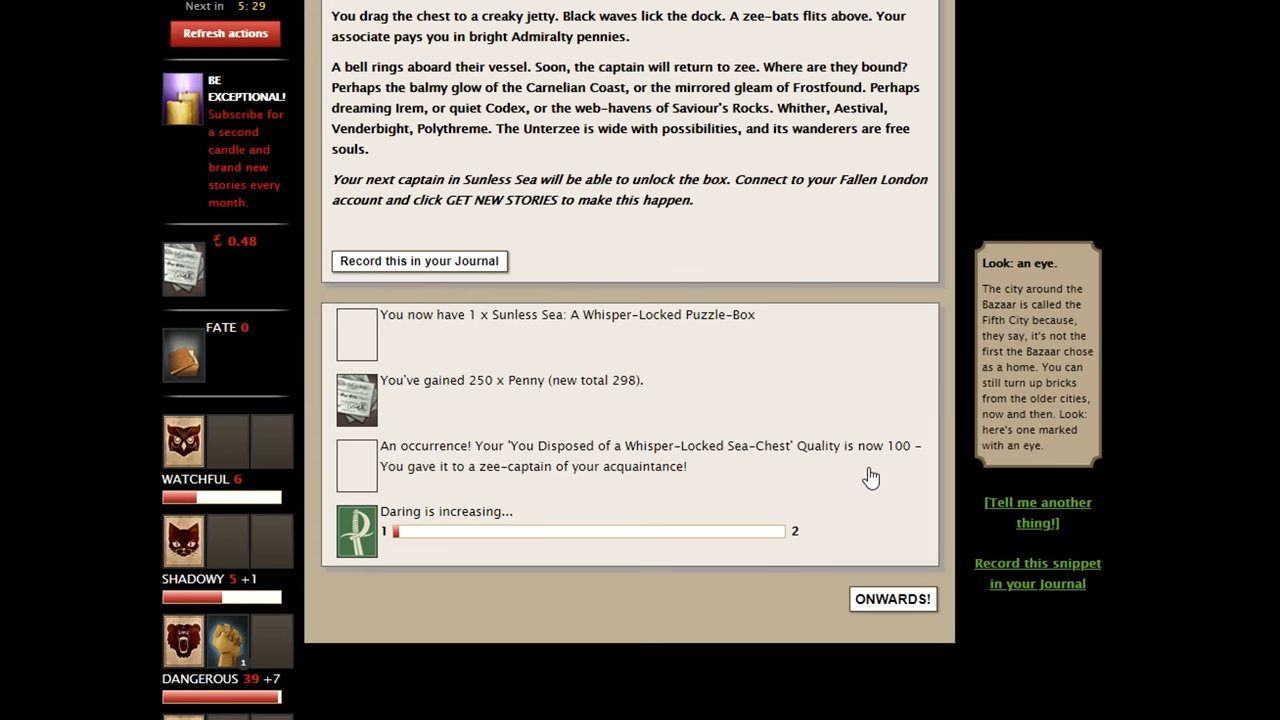 Next in 5: 29
Refresh actions
BE
EXCEPTIONAL!
Subscribe for
a second
candle and
brand new
stories every
month.
£ 0.48
FATE 0
WATCHFUL 6
SHADOWY 5 +1
1
DANGEROUS 39 +7
You drag the chest to a creaky jetty. Black waves lick the dock. A zee-bats flits above. Your
associate pays you in bright Admiralty pennies.
A bell rings aboard their vessel. Soon, the captain will return to zee. Where are they bound?
Perhaps the balmy glow of the Carnelian Coast, or the mirrored gleam of Frostfound. Perhaps
dreaming Irem, or quiet Codex, or the web-havens of Saviour's Rocks. Whither, Aestival,
Venderbight, Polythreme. The Unterzee is wide with possibilities, and its wanderers are free
souls.
Your next captain in Sunless Sea will be able to unlock the box. Connect to your Fallen London
account and click GET NEW STORIES to make this happen.
Record this in your Journal
You now have 1 x Sunless Sea: A Whisper-Locked Puzzle-Box
You've gained 250 x Penny (new total 298).
An occurrence! Your 'You Disposed of a Whisper-Locked Sea-Chest' Quality is now 100 -
You gave it to a zee-captain of your acquaintance!
Daring is increasing...
1 2
ONWARDS!
Look: an eye.
The city around the
Bazaar is called the
Fifth City because,
they say, it's not the
first the Bazaar chose
as a home. You can
still turn up bricks
from the older cities,
now and then. Look:
here's one marked
with an eye.
[Tell me another
thing!]
Record this snippet
in your Journal